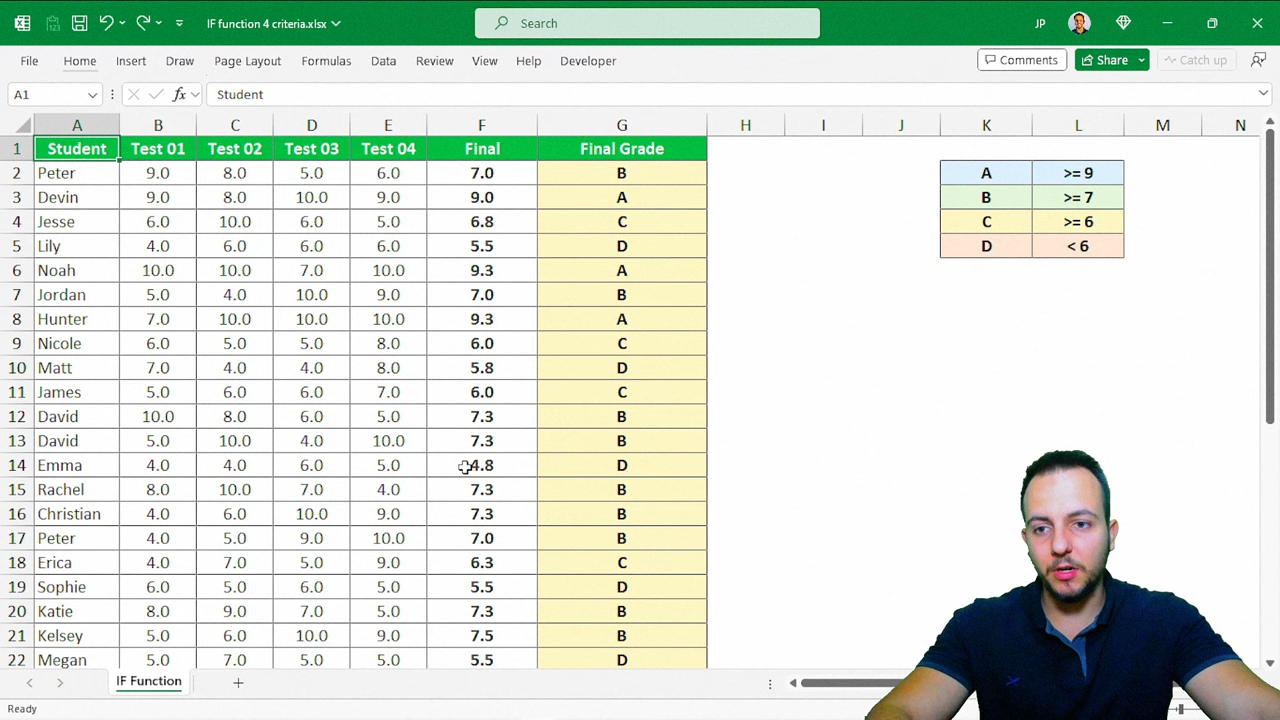 IF function 4 criteria.xlsx
Search
JP
File Home Insert Draw Page Layout Formulas Data Review View Help Developer
Comments
Share
Catch up
A1
fx
Student
A B C D E F G H I J K L M N
1 Student Test 01 Test 02 Test 03 Test 04 Final Final Grade
2 Peter 9.0 8.0 5.0 6.0 7.0 B A >= 9
3 Devin 9.0 8.0 10.0 9.0 9.0 A B >= 7
4 Jesse 6.0 10.0 6.0 5.0 6.8 C C >= 6
5 Lily 4.0 6.0 6.0 6.0 5.5 D D < 6
6 Noah 10.0 10.0 7.0 10.0 9.3 A
7 Jordan 5.0 4.0 10.0 9.0 7.0 B
8 Hunter 7.0 10.0 10.0 10.0 9.3 A
9 Nicole 6.0 5.0 5.0 8.0 6.0 C
10 Matt 7.0 4.0 4.0 8.0 5.8 D
11 James 5.0 6.0 6.0 7.0 6.0 C
12 David 10.0 8.0 6.0 5.0 7.3 B
13 David 5.0 10.0 4.0 10.0 7.3 B
14 Emma 4.0 4.0 6.0 5.0 4.8 D
15 Rachel 8.0 10.0 7.0 4.0 7.3 B
16 Christian 4.0 6.0 10.0 9.0 7.3 B
17 Peter 4.0 5.0 9.0 10.0 7.0 B
18 Erica 4.0 7.0 5.0 9.0 6.3 C
19 Sophie 6.0 5.0 6.0 5.0 5.5 D
20 Katie 8.0 9.0 7.0 5.0 7.3 B
21 Kelsey 5.0 6.0 10.0 9.0 7.5 B
22 Megan 5.0 7.0 5.0 5.0 5.5 D
IF Function
Ready